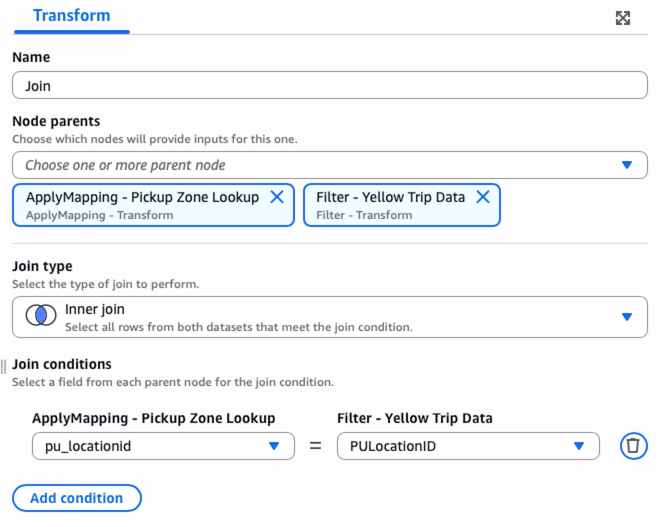 Transform
Name
Join
Node parents
Choose which nodes will provide inputs for this one.
Choose one or more parent node
ApplyMapping - Pickup Zone Lookup
ApplyMapping - Transform
Filter - Yellow Trip Data
Filter - Transform
Join type
Select the type of join to perform.
Inner join
Select all rows from both datasets that meet the join condition.
Join conditions
Select a field from each parent node for the join condition.
ApplyMapping - Pickup Zone Lookup
Filter - Yellow Trip Data
pu_locationid
=
PULocationID
Add condition